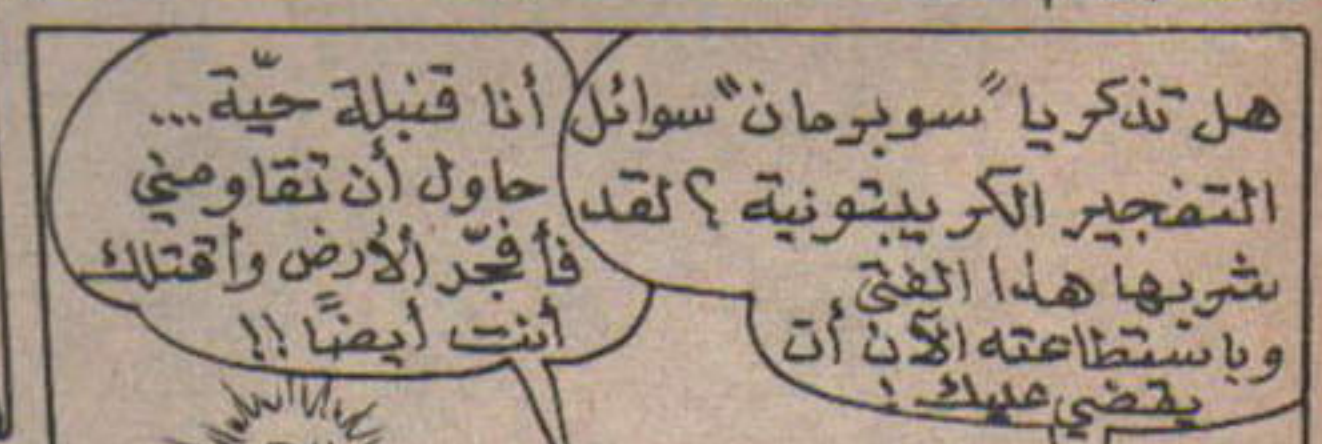 هل تذكر يا "سوبرمان" سوائل
التفجير الكريبتونية ؟ لقد
شربها هذا الفتى
وباستطاعته الآن أن
يقضي عليك !
أنا قنبلة حيّة...
حاول أن تقاومني
فأفجّر الأرض وأقتلك
أنت أيضًا !!